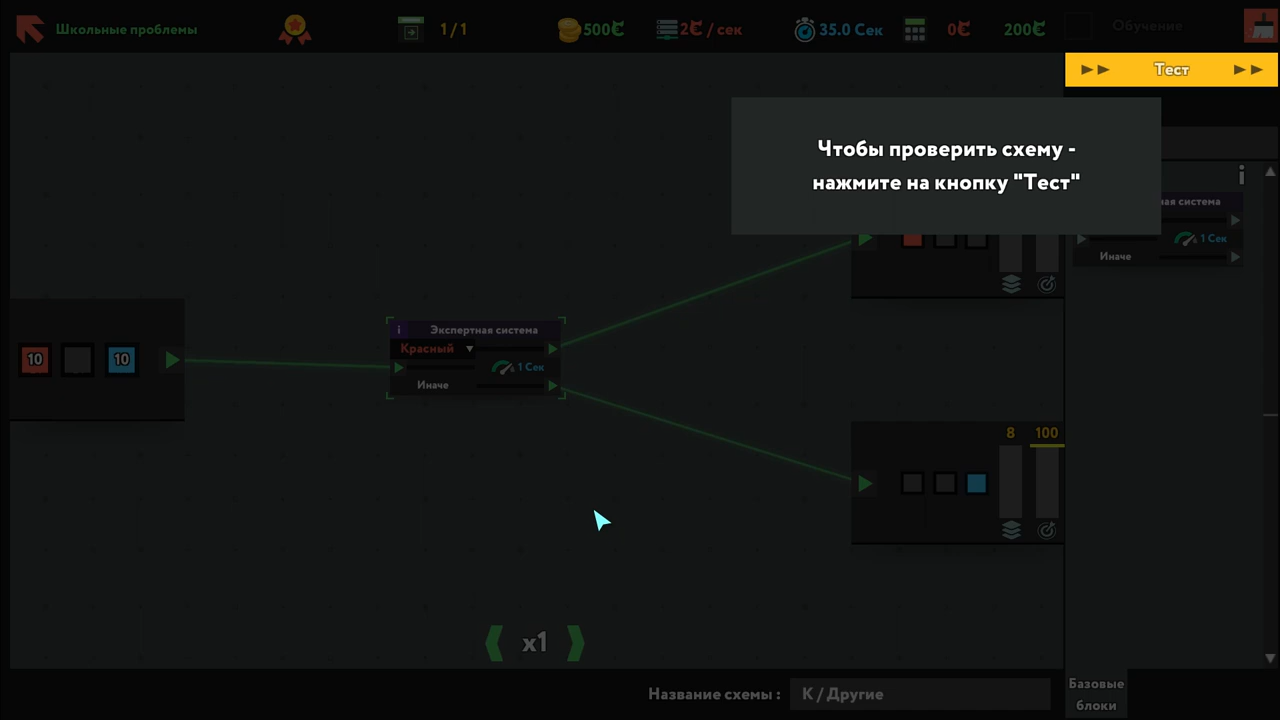 Школьные проблемы
1/1
500
2 / сек
35.0 Сек
0
200
Обучение
Тест
Чтобы проверить схему -
нажмите на кнопку "Тест"
i
ая система
1 Сек
Иначе
10
10
i Экспертная система
Красный
1 Сек
Иначе
8 100
x1
Название схемы : К / Другие
Базовые
блоки